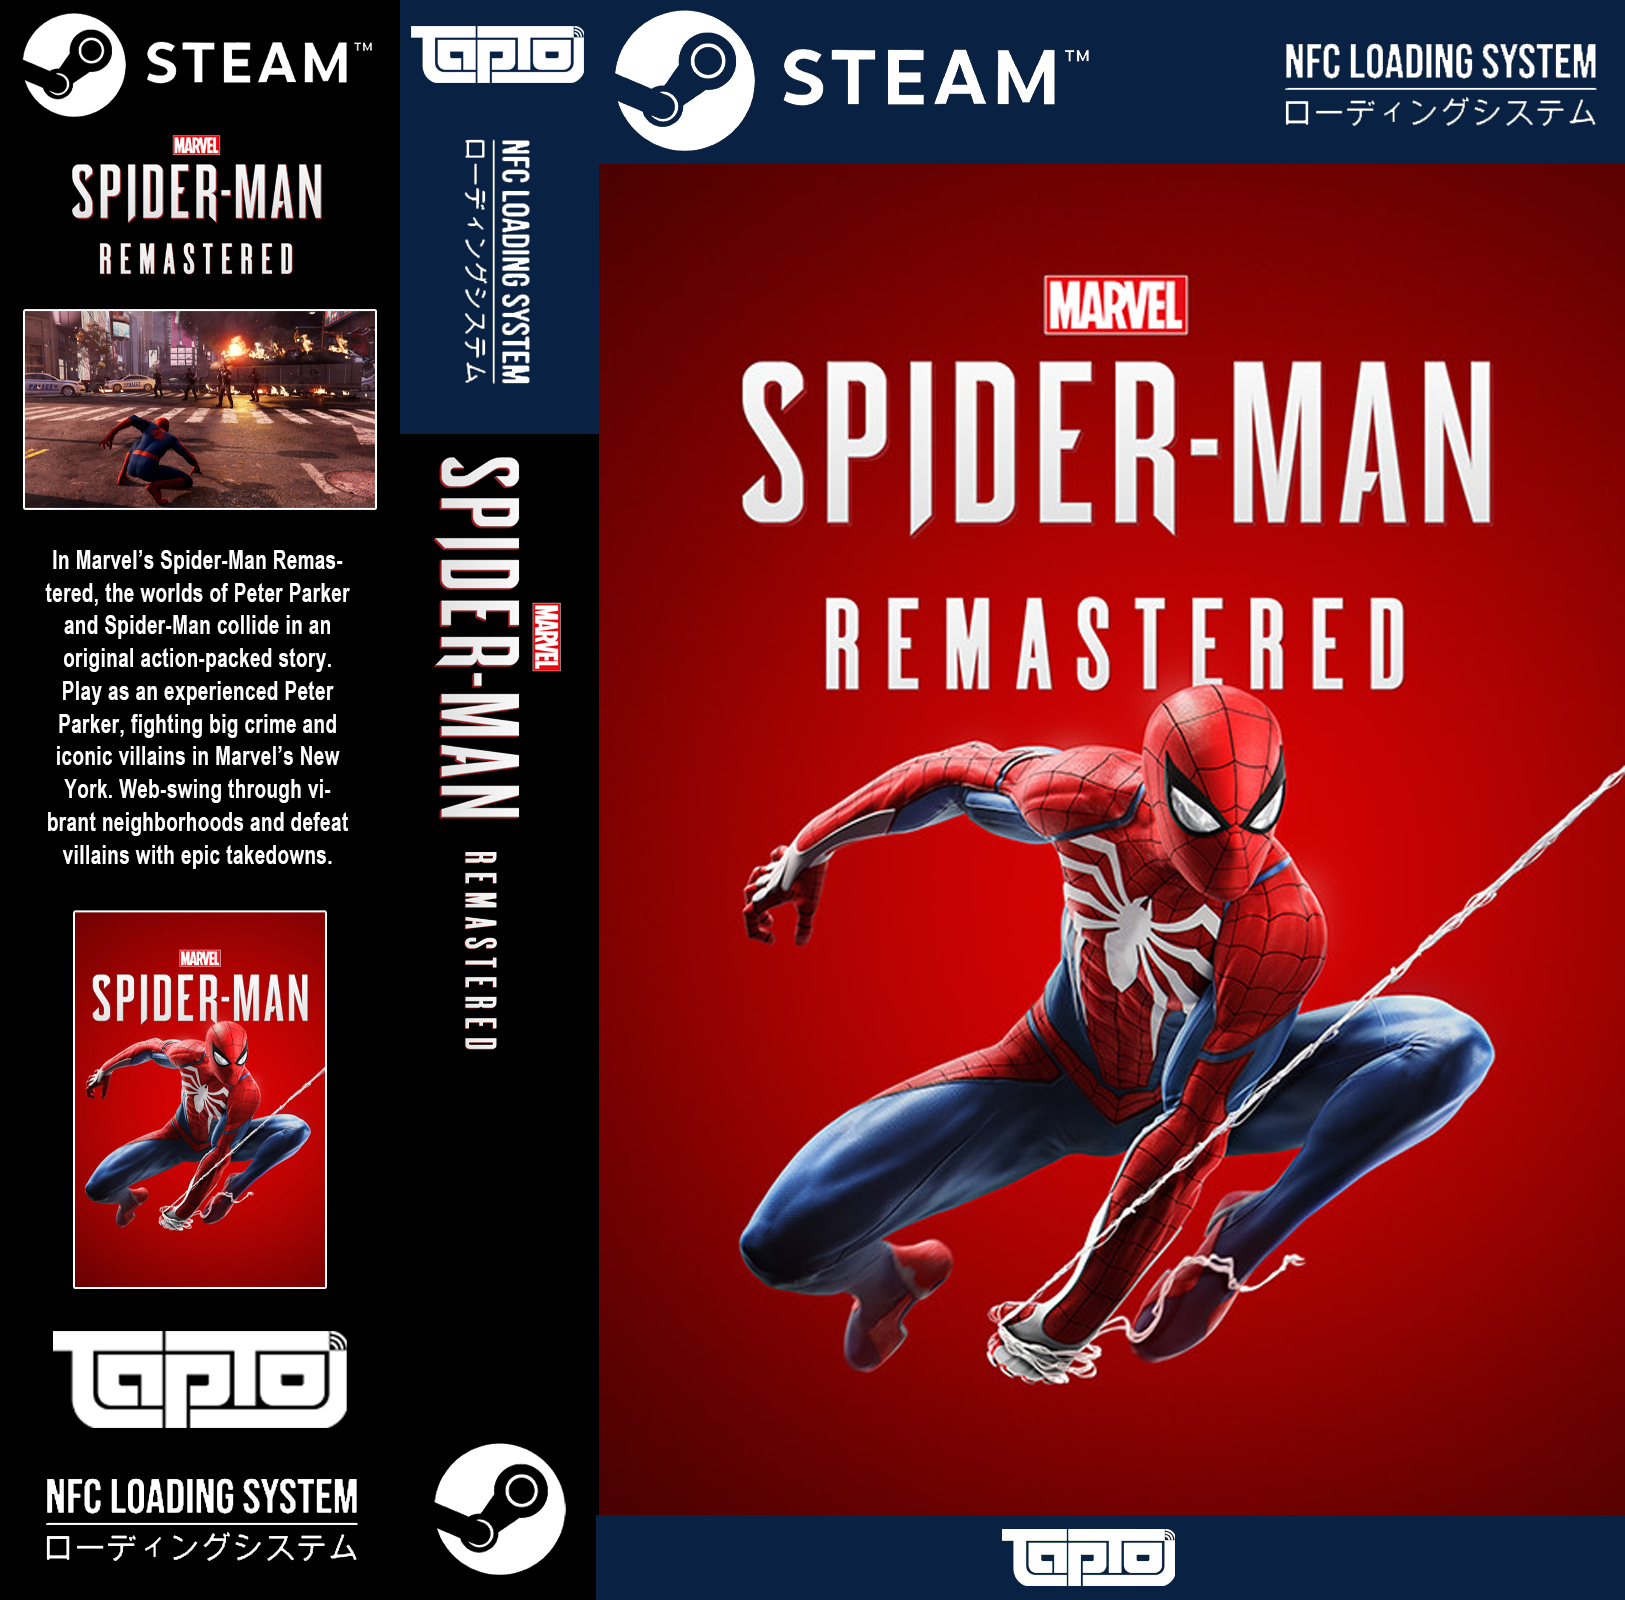 STEAM™
MARVEL
SPIDER-MAN
REMASTERED
POLICE
In Marvel’s Spider-Man Remas-
tered, the worlds of Peter Parker
and Spider-Man collide in an
original action-packed story.
Play as an experienced Peter
Parker, fighting big crime and
iconic villains in Marvel’s New
York. Web-swing through vi-
brant neighborhoods and defeat
villains with epic takedowns.
MARVEL
SPIDER-MAN
TapTo
NFC LOADING SYSTEM
ローディングシステム
TapTo
NFC LOADING SYSTEM
ローディングシステム
MARVEL
SPIDER-MAN
REMASTERED
STEAM™
NFC LOADING SYSTEM
ローディングシステム
MARVEL
SPIDER-MAN
REMASTERED
TapTo